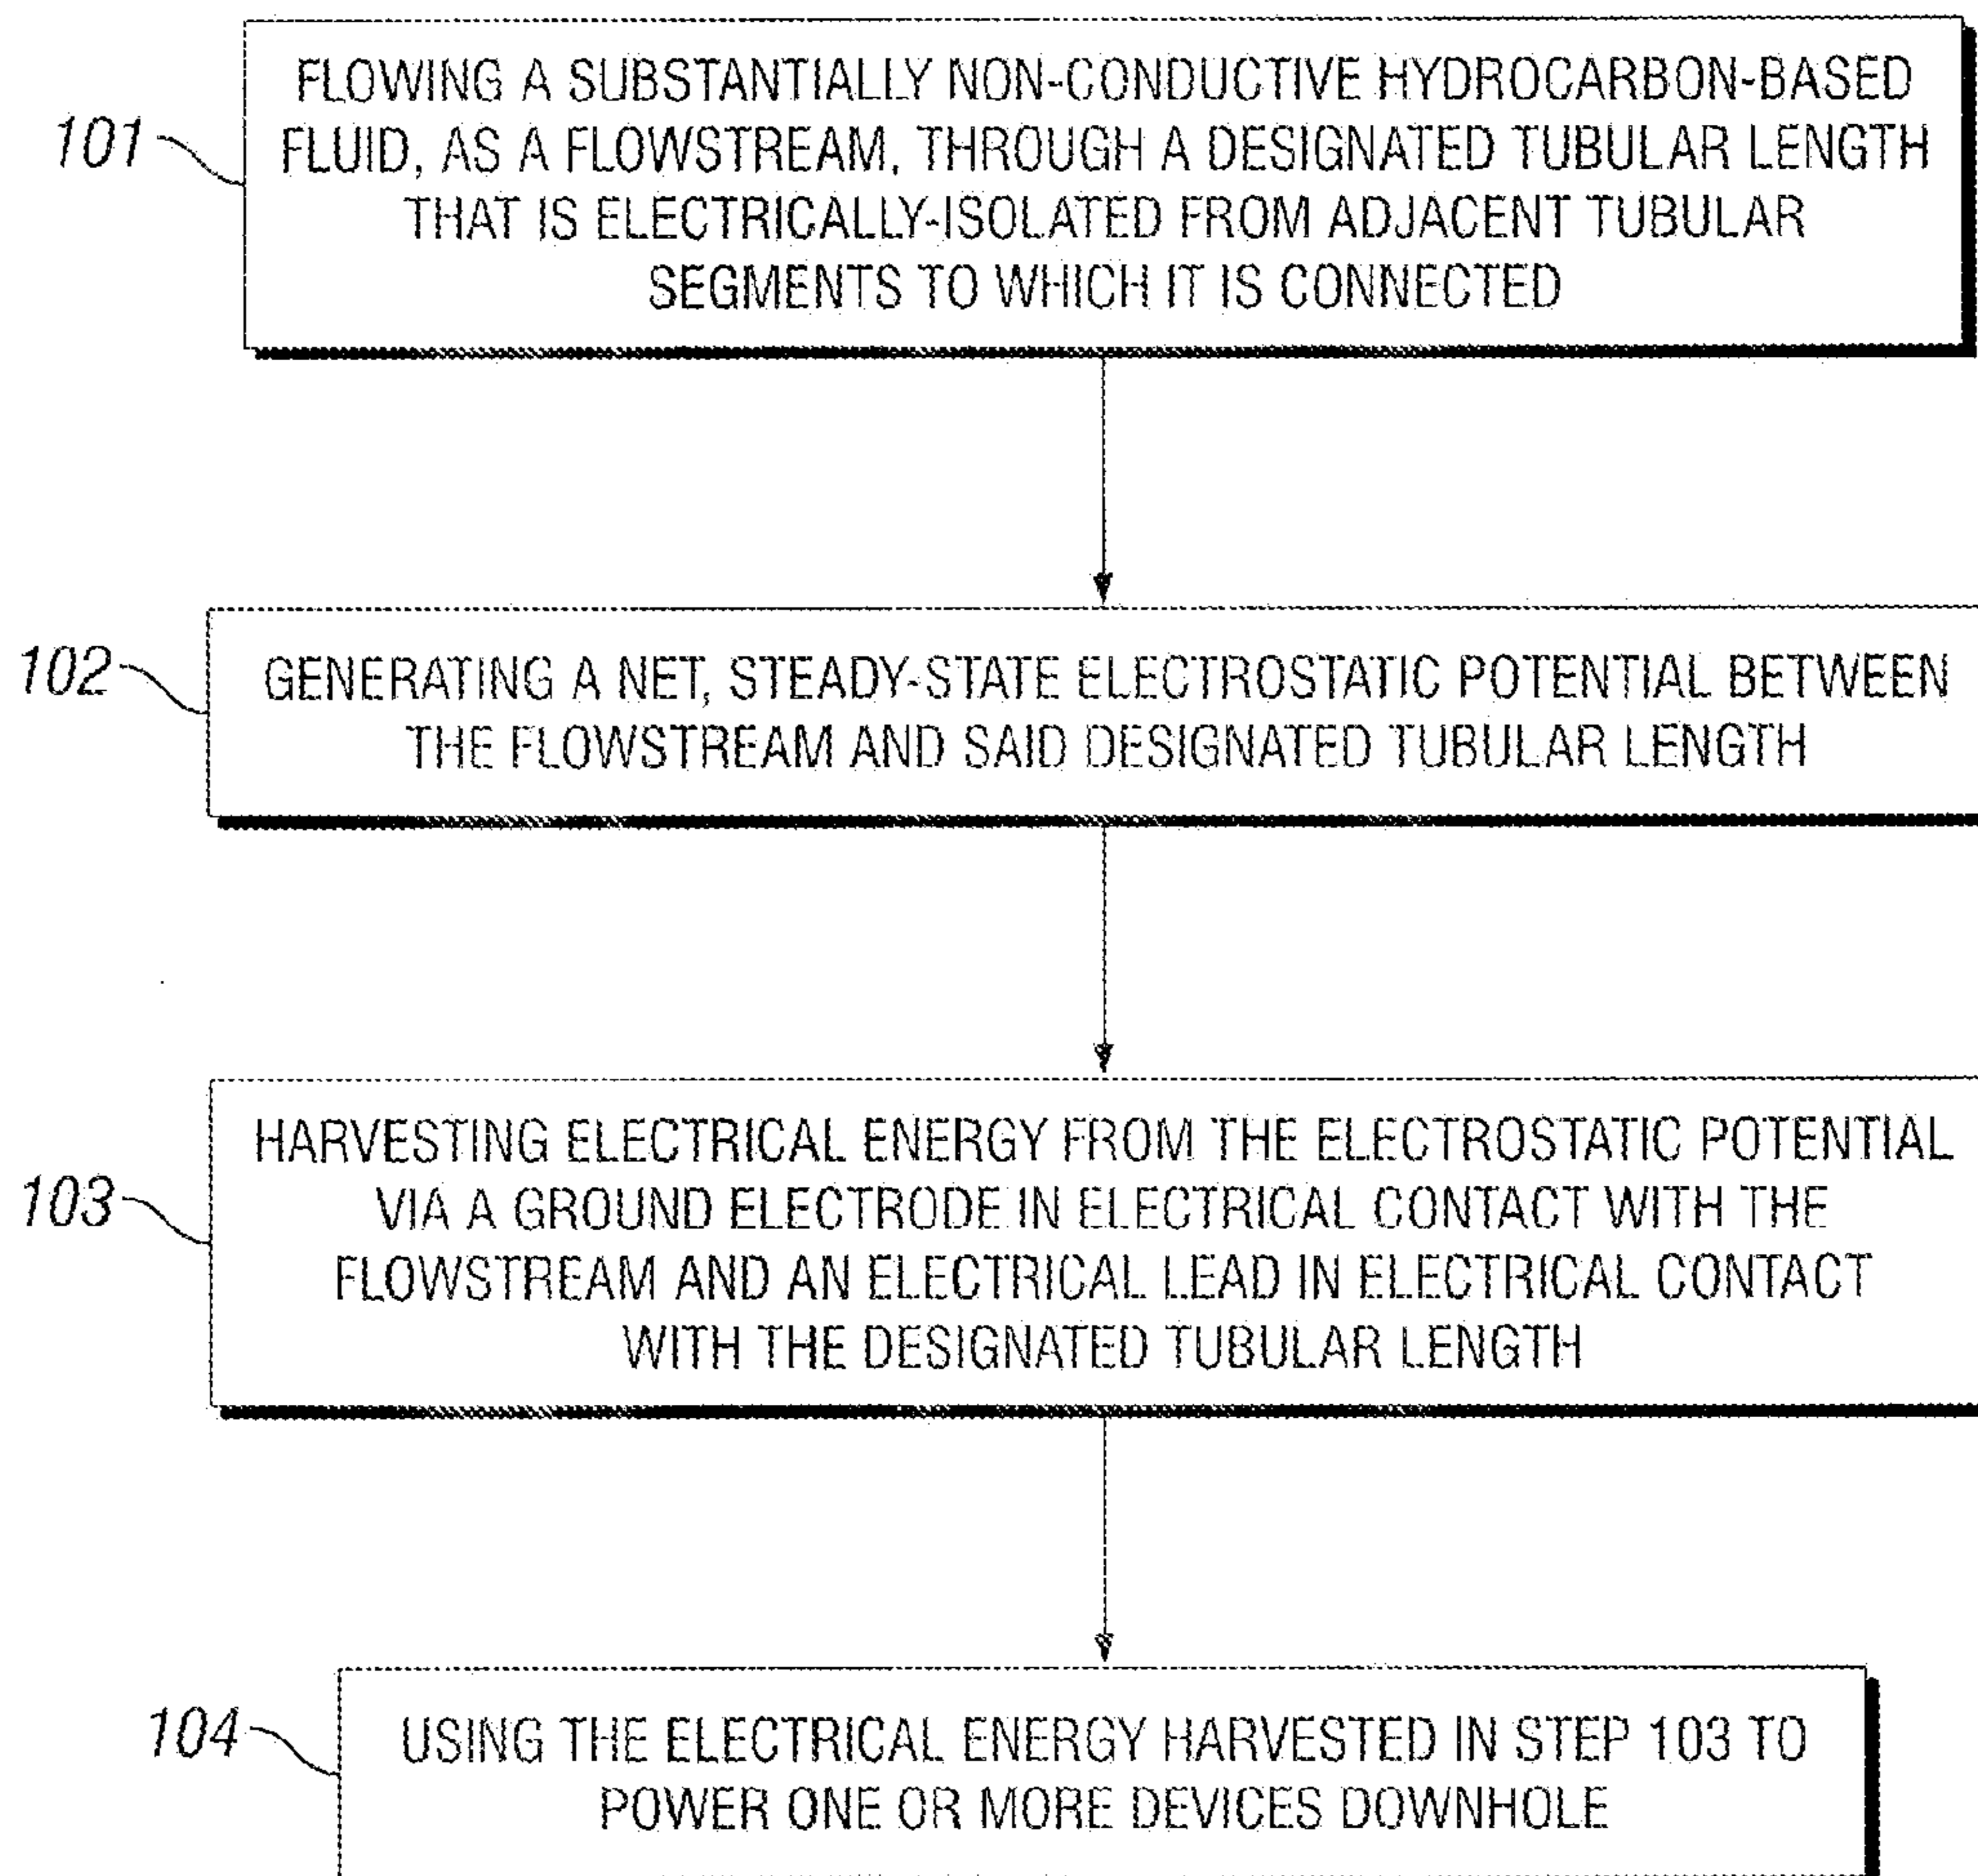 101
FLOWING A SUBSTANTIALLY NON-CONDUCTIVE HYDROCARBON-BASED
FLUID, AS A FLOWSTREAM, THROUGH A DESIGNATED TUBULAR LENGTH
THAT IS ELECTRICALLY-ISOLATED FROM ADJACENT TUBULAR
SEGMENTS TO WHICH IT IS CONNECTED
102
GENERATING A NET, STEADY-STATE ELECTROSTATIC POTENTIAL BETWEEN
THE FLOWSTREAM AND SAID DESIGNATED TUBULAR LENGTH
103
HARVESTING ELECTRICAL ENERGY FROM THE ELECTROSTATIC POTENTIAL
VIA A GROUND ELECTRODE IN ELECTRICAL CONTACT WITH THE
FLOWSTREAM AND AN ELECTRICAL LEAD IN ELECTRICAL CONTACT
WITH THE DESIGNATED TUBULAR LENGTH
104
USING THE ELECTRICAL ENERGY HARVESTED IN STEP 103 TO
POWER ONE OR MORE DEVICES DOWNHOLE